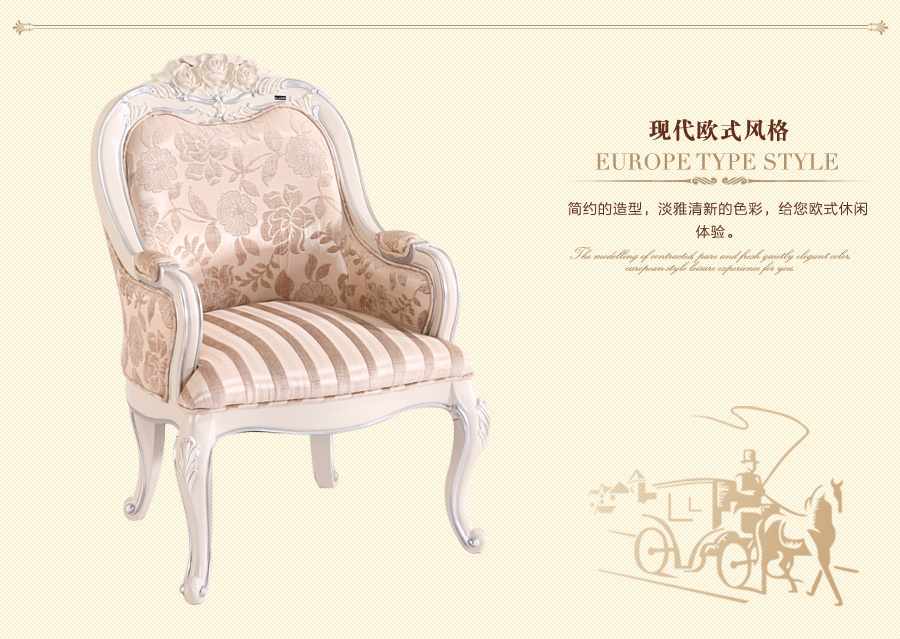 现代欧式风格
EUROPE TYPE STYLE
简约的造型，淡雅清新的色彩，给您欧式休闲
体验。
The modelling of contracted, pure and fresh quietly elegant color,
european-style leisure experience for you.